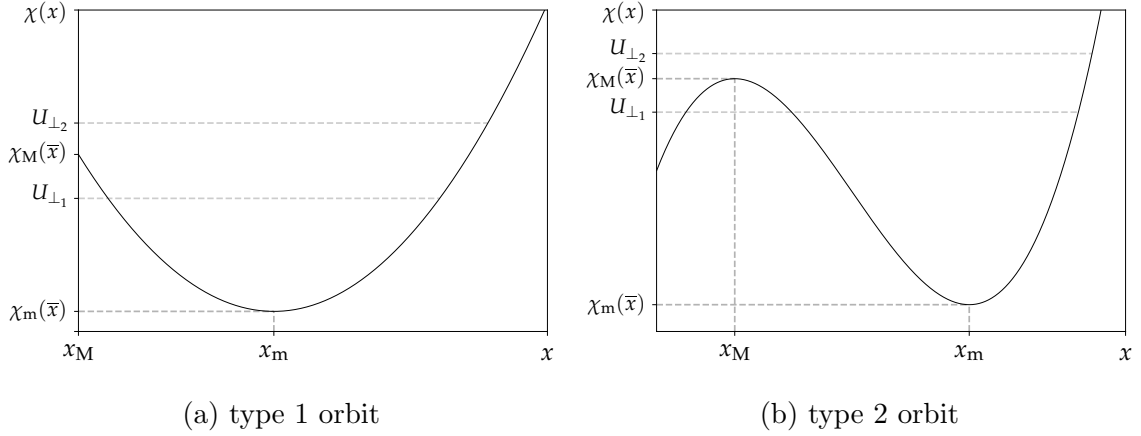 χ(x)
U⊥₂
χM(x̄)
U⊥₁
χm(x̄)
xM
xm
x
(a) type 1 orbit
χ(x)
U⊥₂
χM(x̄)
U⊥₁
χm(x̄)
xM
xm
x
(b) type 2 orbit